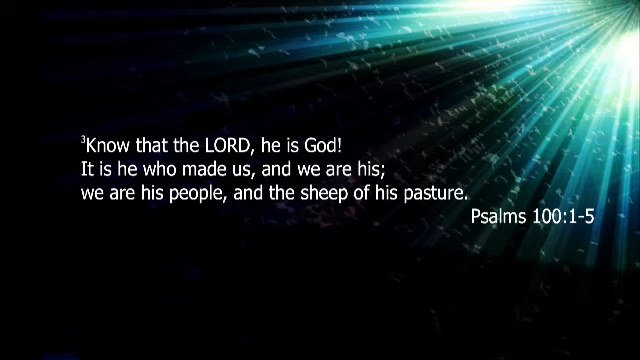 ³Know that the LORD, he is God!
It is he who made us, and we are his;
we are his people, and the sheep of his pasture.
Psalms 100:1-5